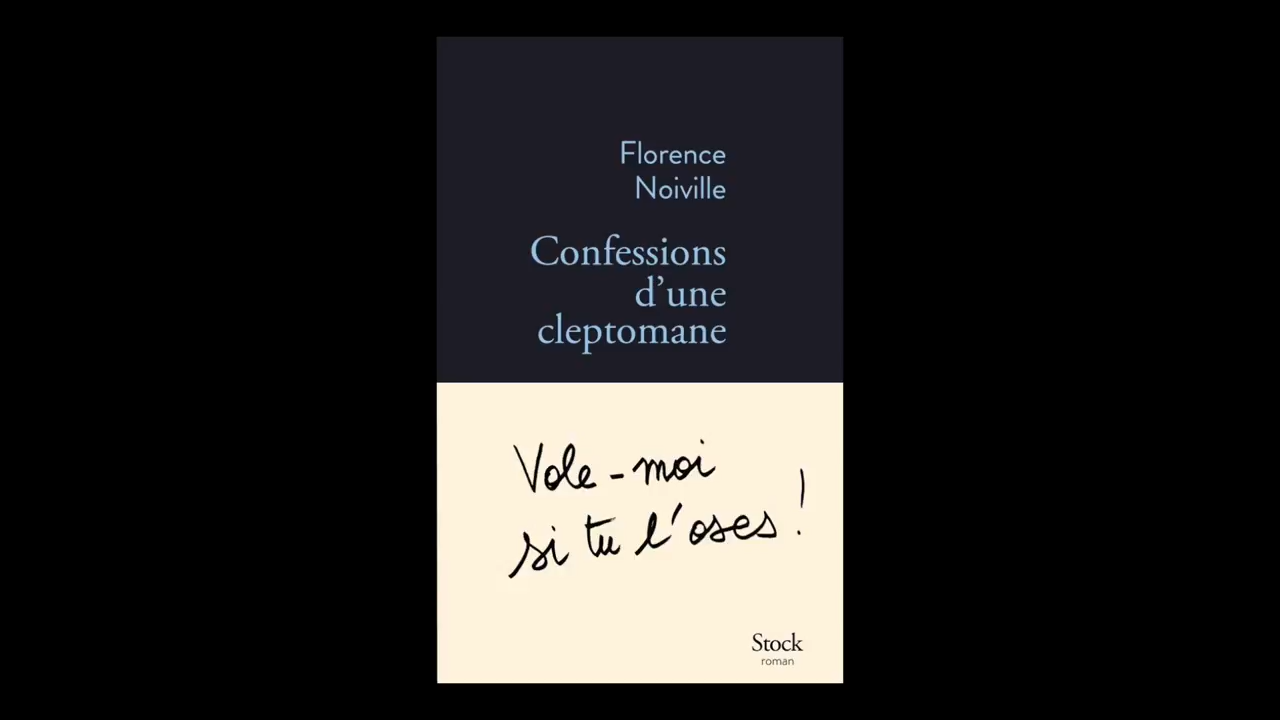 Florence
Noiville
Confessions
d’une
cleptomane
Vole-moi
si tu l'oses !
Stock
roman